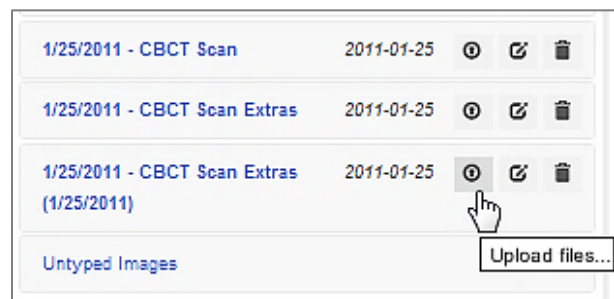 1/25/2011 - CBCT Scan 2011-01-25
1/25/2011 - CBCT Scan Extras 2011-01-25
1/25/2011 - CBCT Scan Extras 2011-01-25
(1/25/2011)
Untyped Images
Upload files...